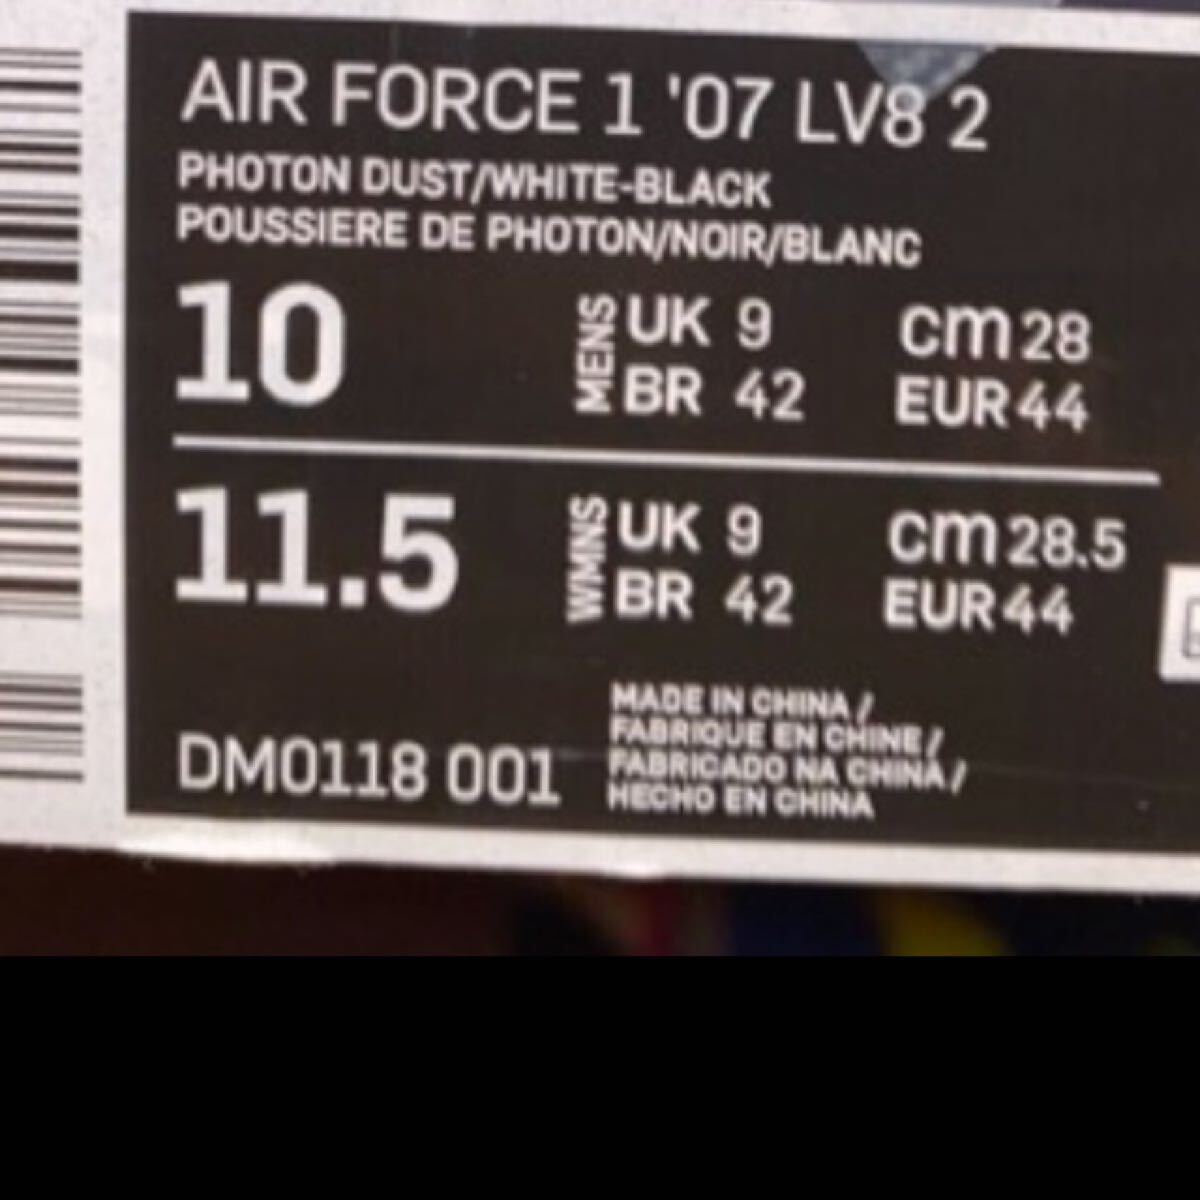 AIR FORCE 1 '07 LV8 2
PHOTON DUST/WHITE-BLACK
POUSSIERE DE PHOTON/NOIR/BLANC
10 MENS UK 9 cm 28
BR 42 EUR 44
11.5 WMNS UK 9 cm 28.5
BR 42 EUR 44
DM0118 001
MADE IN CHINA /
FABRIQUE EN CHINE /
FABRICADO NA CHINA /
HECHO EN CHINA